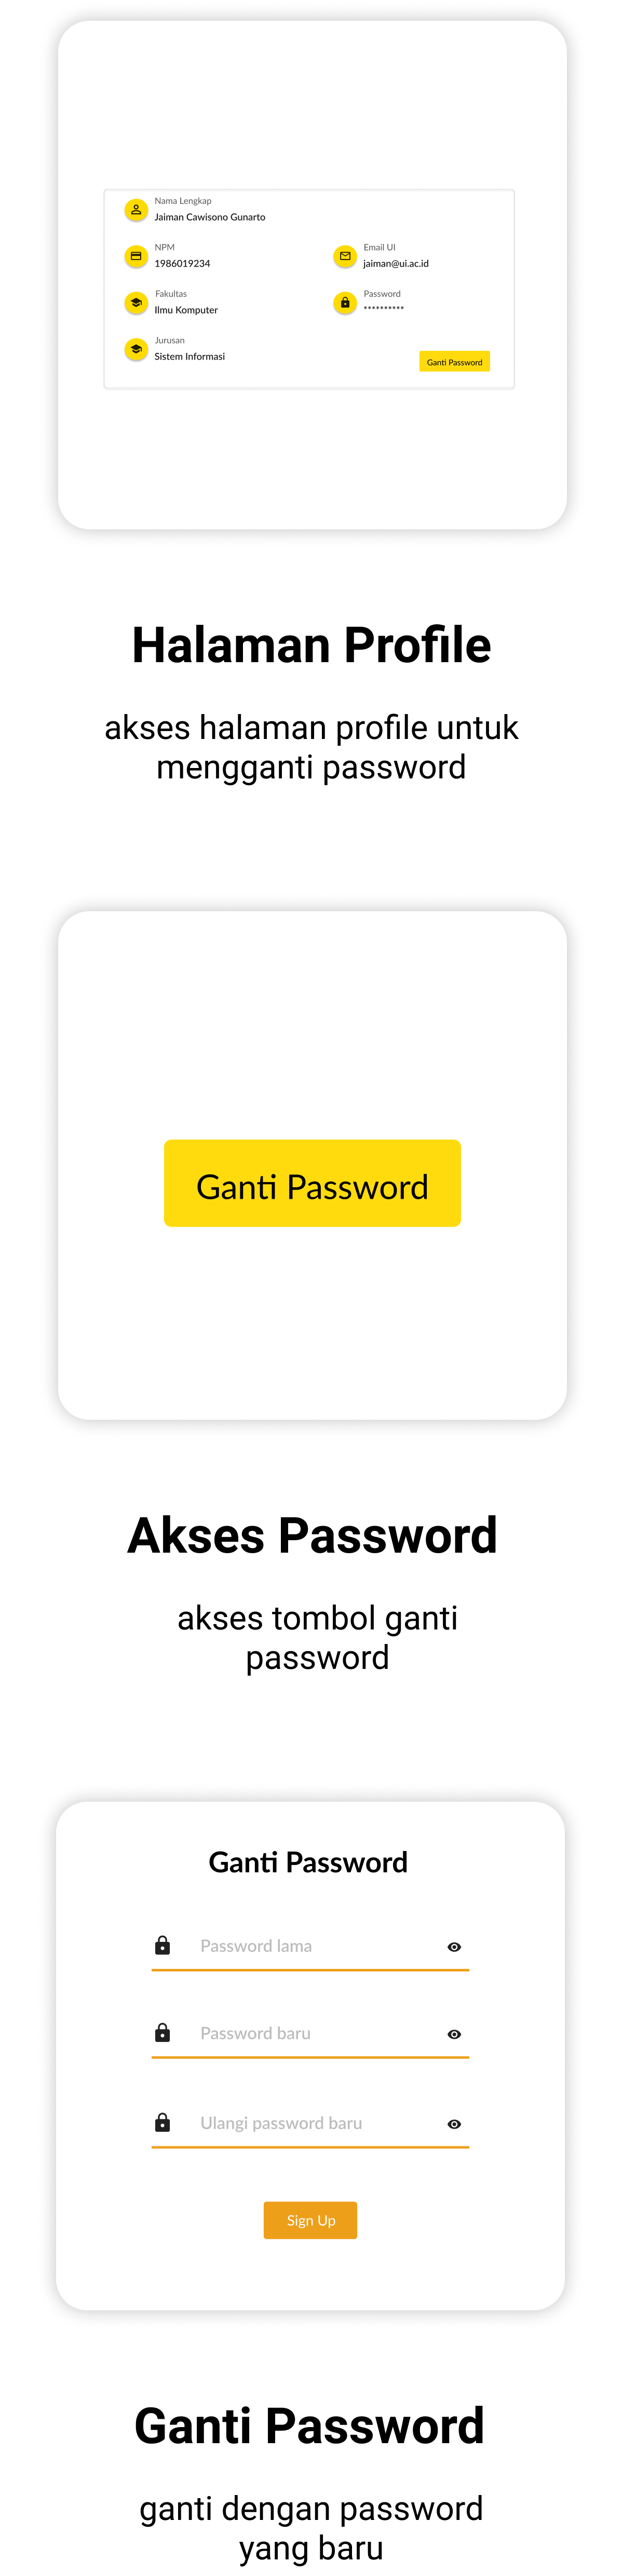 Nama Lengkap
Jaiman Cawisono Gunarto
NPM
1986019234
Email UI
jaiman@ui.ac.id
Fakultas
Ilmu Komputer
Password
**********
Jurusan
Sistem Informasi
Ganti Password
Halaman Profile
akses halaman profile untuk
mengganti password
Ganti Password
Akses Password
akses tombol ganti
password
Ganti Password
Password lama
Password baru
Ulangi password baru
Sign Up
Ganti Password
ganti dengan password
yang baru